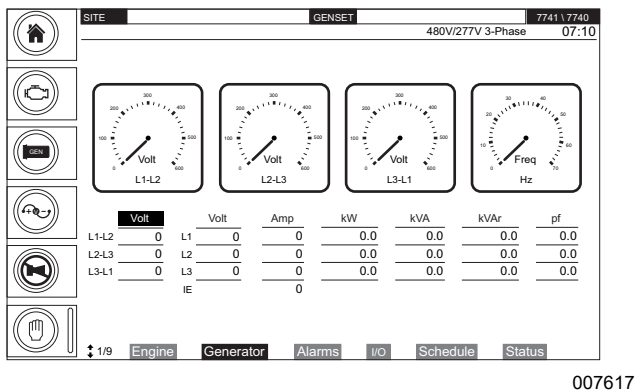 SITE GENSET 7741 \ 7740
480V/277V 3-Phase 07:10
300 300 300 30 40
200 400 200 400 200 400 20 50
100 500 100 500 100 500 10 60
0 Volt 600 0 Volt 600 0 Volt 600 0 Freq 70
L1-L2 L2-L3 L3-L1 Hz
GEN
Volt Volt Amp kW kVA kVAr pf
L1-L2 0 L1 0 0 0.0 0.0 0.0 0.0
L2-L3 0 L2 0 0 0.0 0.0 0.0 0.0
L3-L1 0 L3 0 0 0.0 0.0 0.0 0.0
IE 0
1/9 Engine Generator Alarms I/O Schedule Status
007617